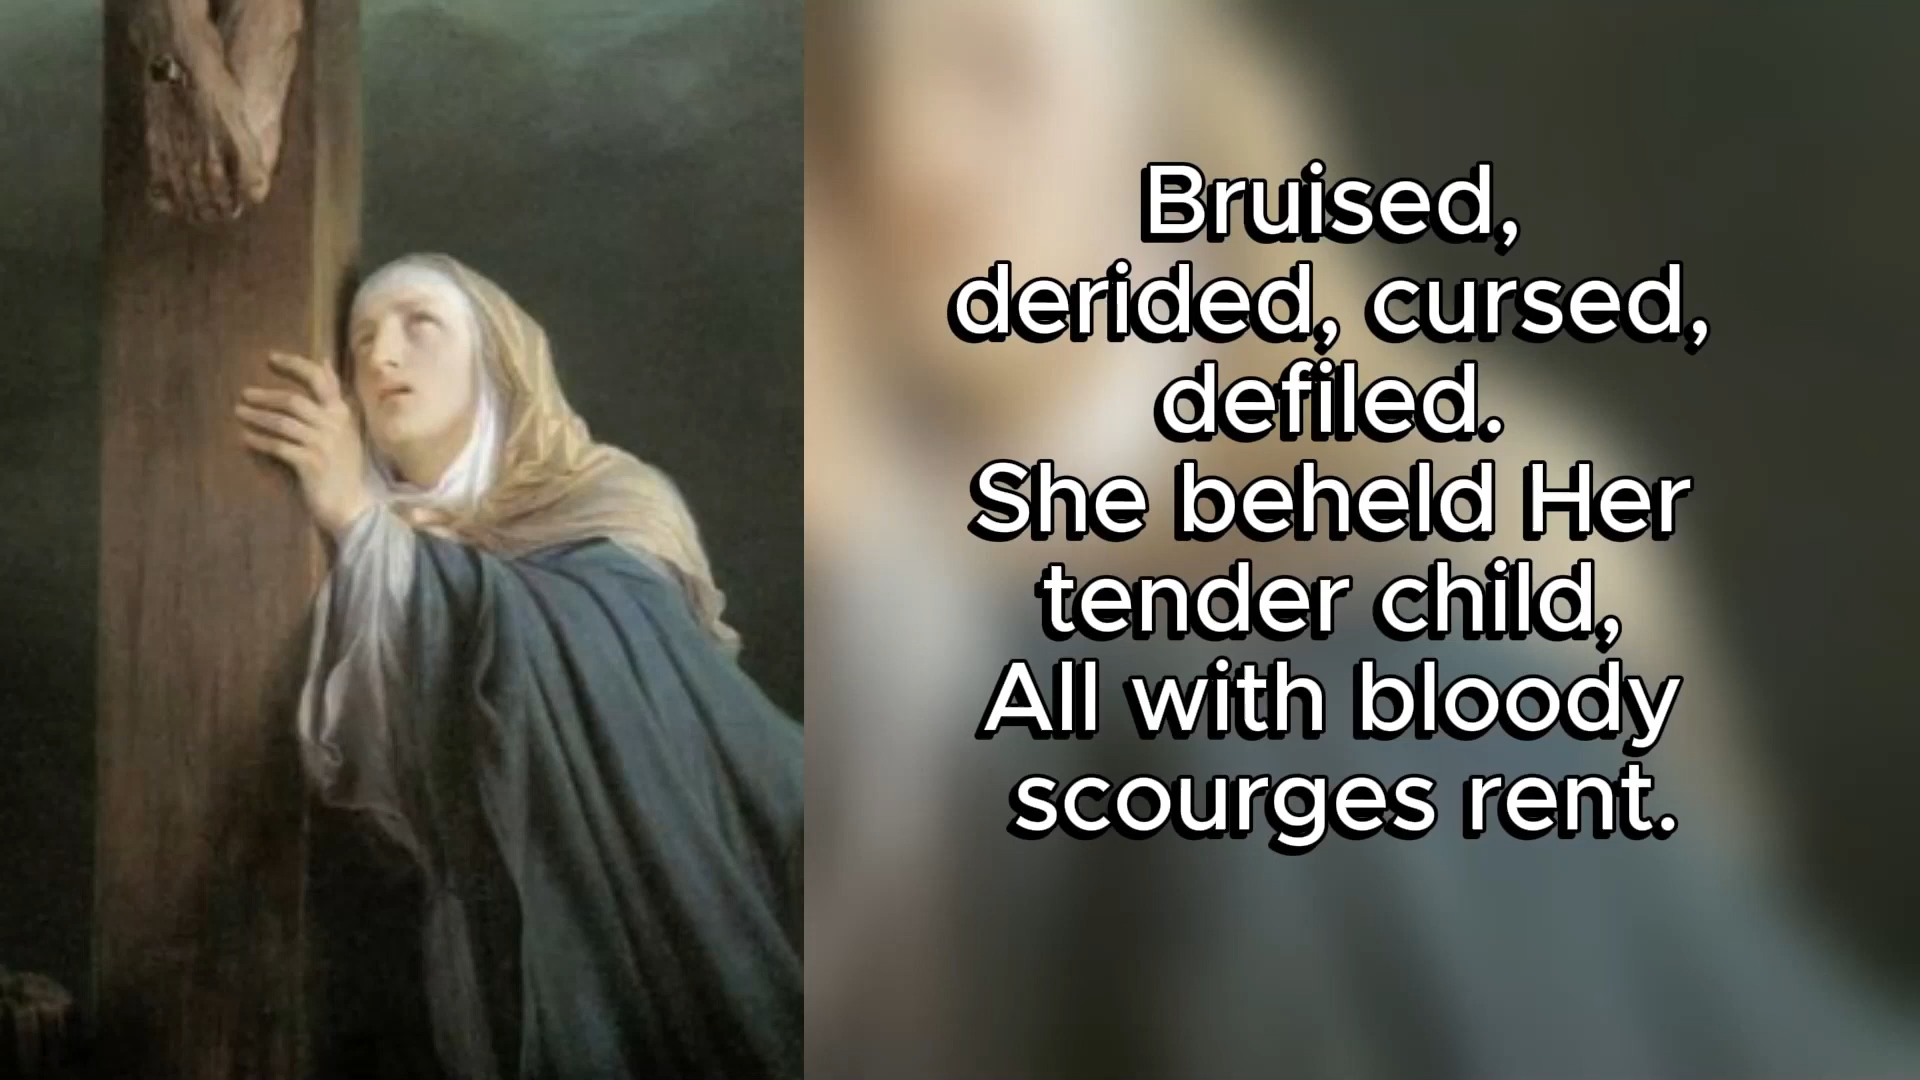 Bruised,
derided, cursed,
defiled.
She beheld Her
tender child,
All with bloody
scourges rent.